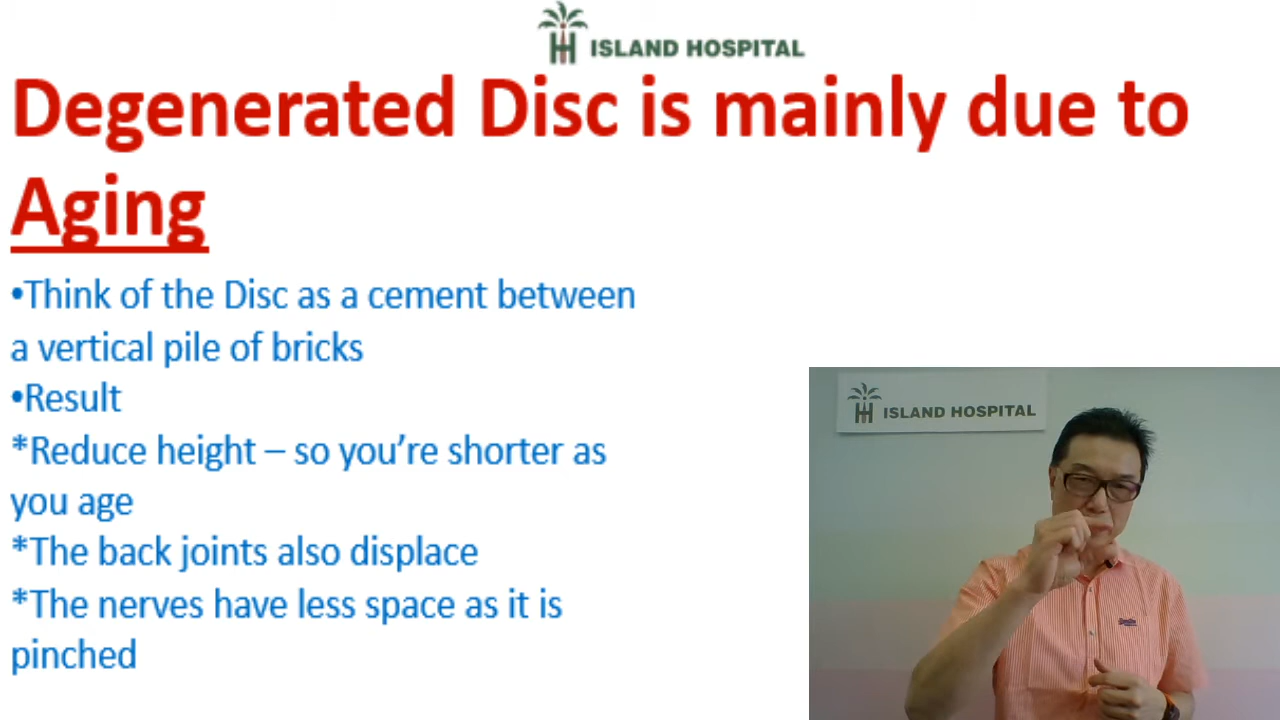 ISLAND HOSPITAL
Degenerated Disc is mainly due to
Aging
•Think of the Disc as a cement between
a vertical pile of bricks
•Result
*Reduce height – so you’re shorter as
you age
*The back joints also displace
*The nerves have less space as it is
pinched
ISLAND HOSPITAL